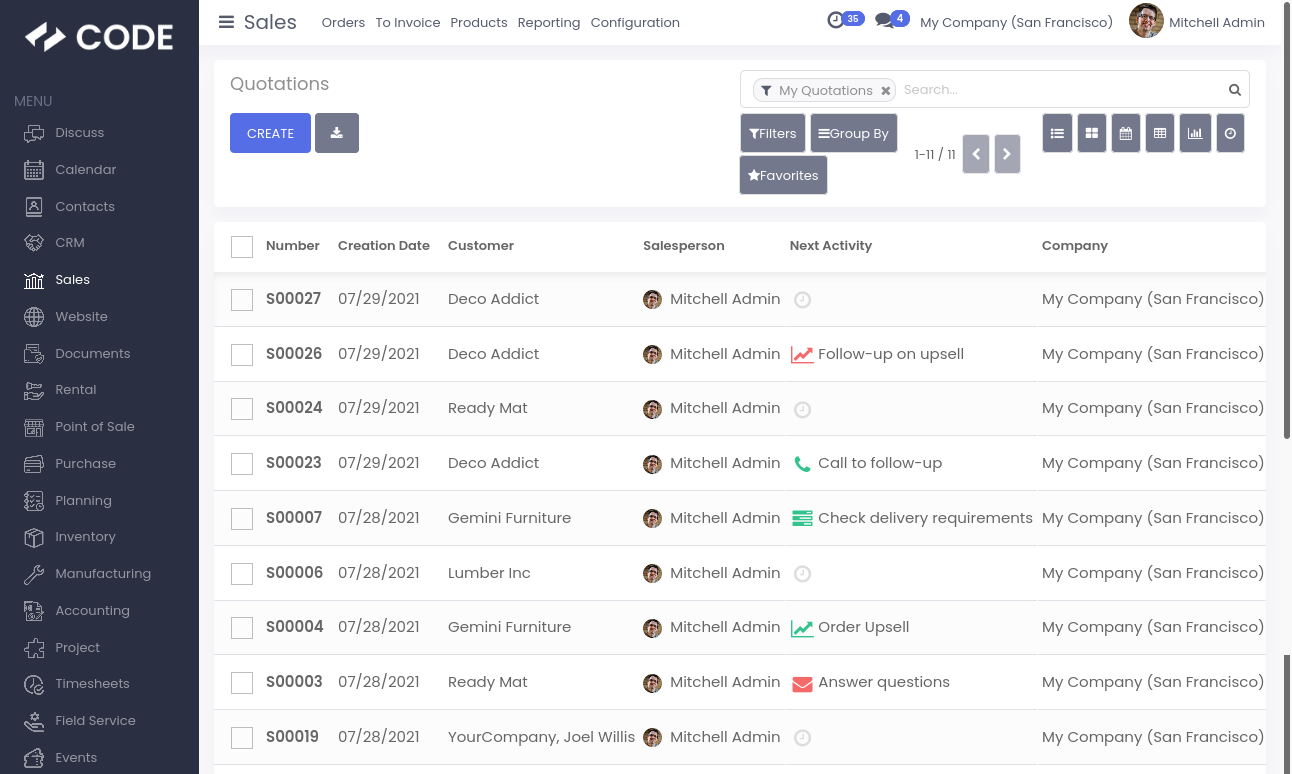 CODE
MENU
Discuss
Calendar
Contacts
CRM
Sales
Website
Documents
Rental
Point of Sale
Purchase
Planning
Inventory
Manufacturing
Accounting
Project
Timesheets
Field Service
Events
Sales Orders To Invoice Products Reporting Configuration 35 4 My Company (San Francisco) Mitchell Admin
Quotations
My Quotations Search...
CREATE
Filters Group By
1-11 / 11
Favorites
Number Creation Date Customer Salesperson Next Activity Company
S00027 07/29/2021 Deco Addict Mitchell Admin My Company (San Francisco)
S00026 07/29/2021 Deco Addict Mitchell Admin Follow-up on upsell My Company (San Francisco)
S00024 07/29/2021 Ready Mat Mitchell Admin My Company (San Francisco)
S00023 07/29/2021 Deco Addict Mitchell Admin Call to follow-up My Company (San Francisco)
S00007 07/28/2021 Gemini Furniture Mitchell Admin Check delivery requirements My Company (San Francisco)
S00006 07/28/2021 Lumber Inc Mitchell Admin My Company (San Francisco)
S00004 07/28/2021 Gemini Furniture Mitchell Admin Order Upsell My Company (San Francisco)
S00003 07/28/2021 Ready Mat Mitchell Admin Answer questions My Company (San Francisco)
S00019 07/28/2021 YourCompany, Joel Willis Mitchell Admin My Company (San Francisco)